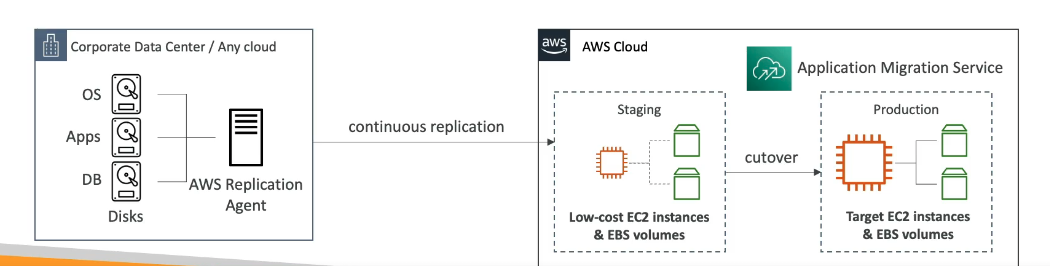 Corporate Data Center / Any cloud
OS
Apps
DB
Disks
AWS Replication
Agent
continuous replication
aws
AWS Cloud
Application Migration Service
Staging
Low-cost EC2 instances
& EBS volumes
cutover
Production
Target EC2 instances
& EBS volumes